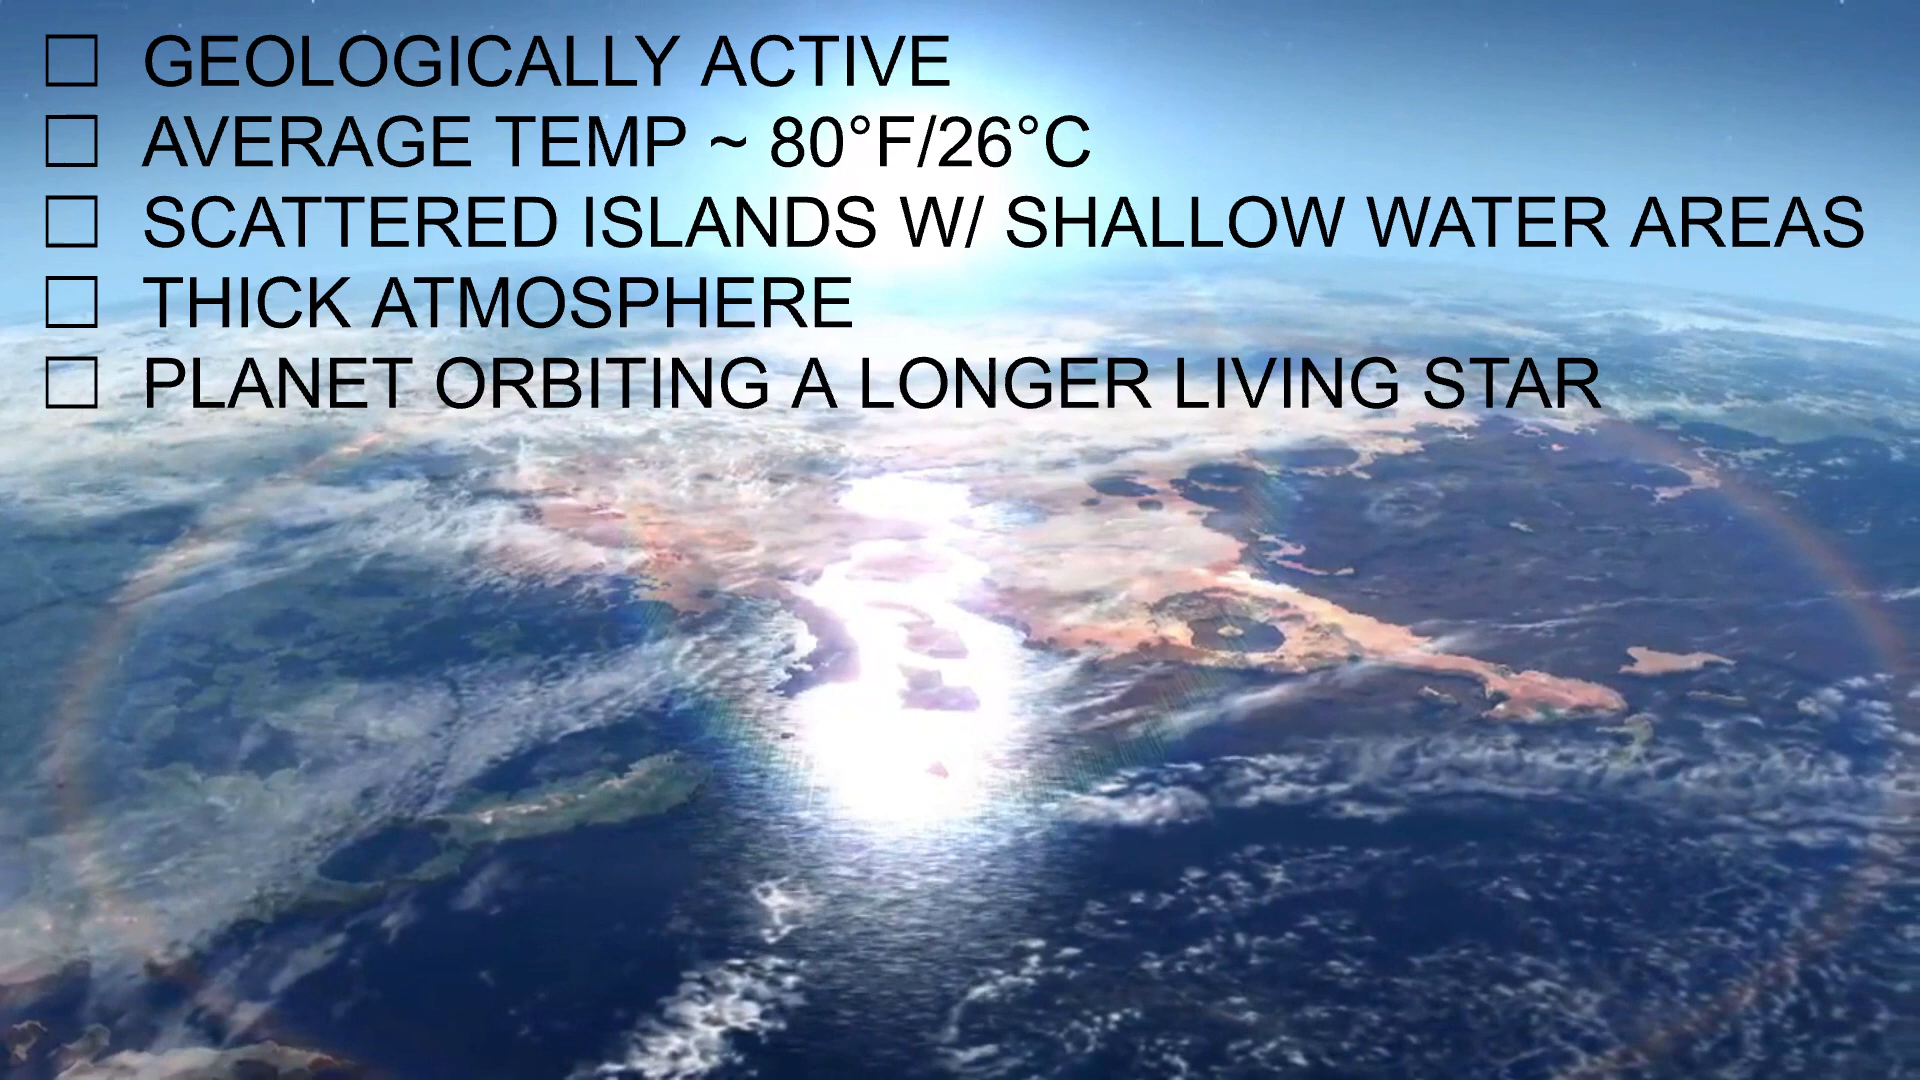 ☐ GEOLOGICALLY ACTIVE
☐ AVERAGE TEMP ~ 80°F/26°C
☐ SCATTERED ISLANDS W/ SHALLOW WATER AREAS
☐ THICK ATMOSPHERE
☐ PLANET ORBITING A LONGER LIVING STAR